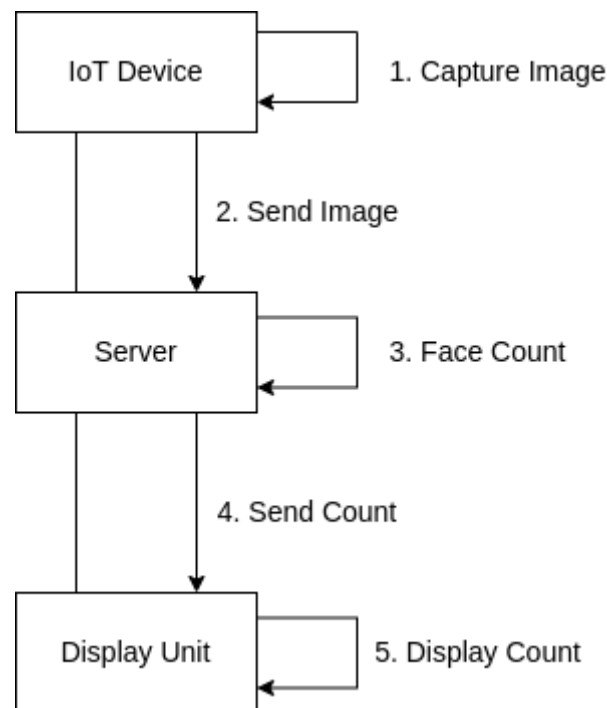 IoT Device
1. Capture Image
2. Send Image
Server
3. Face Count
4. Send Count
Display Unit
5. Display Count